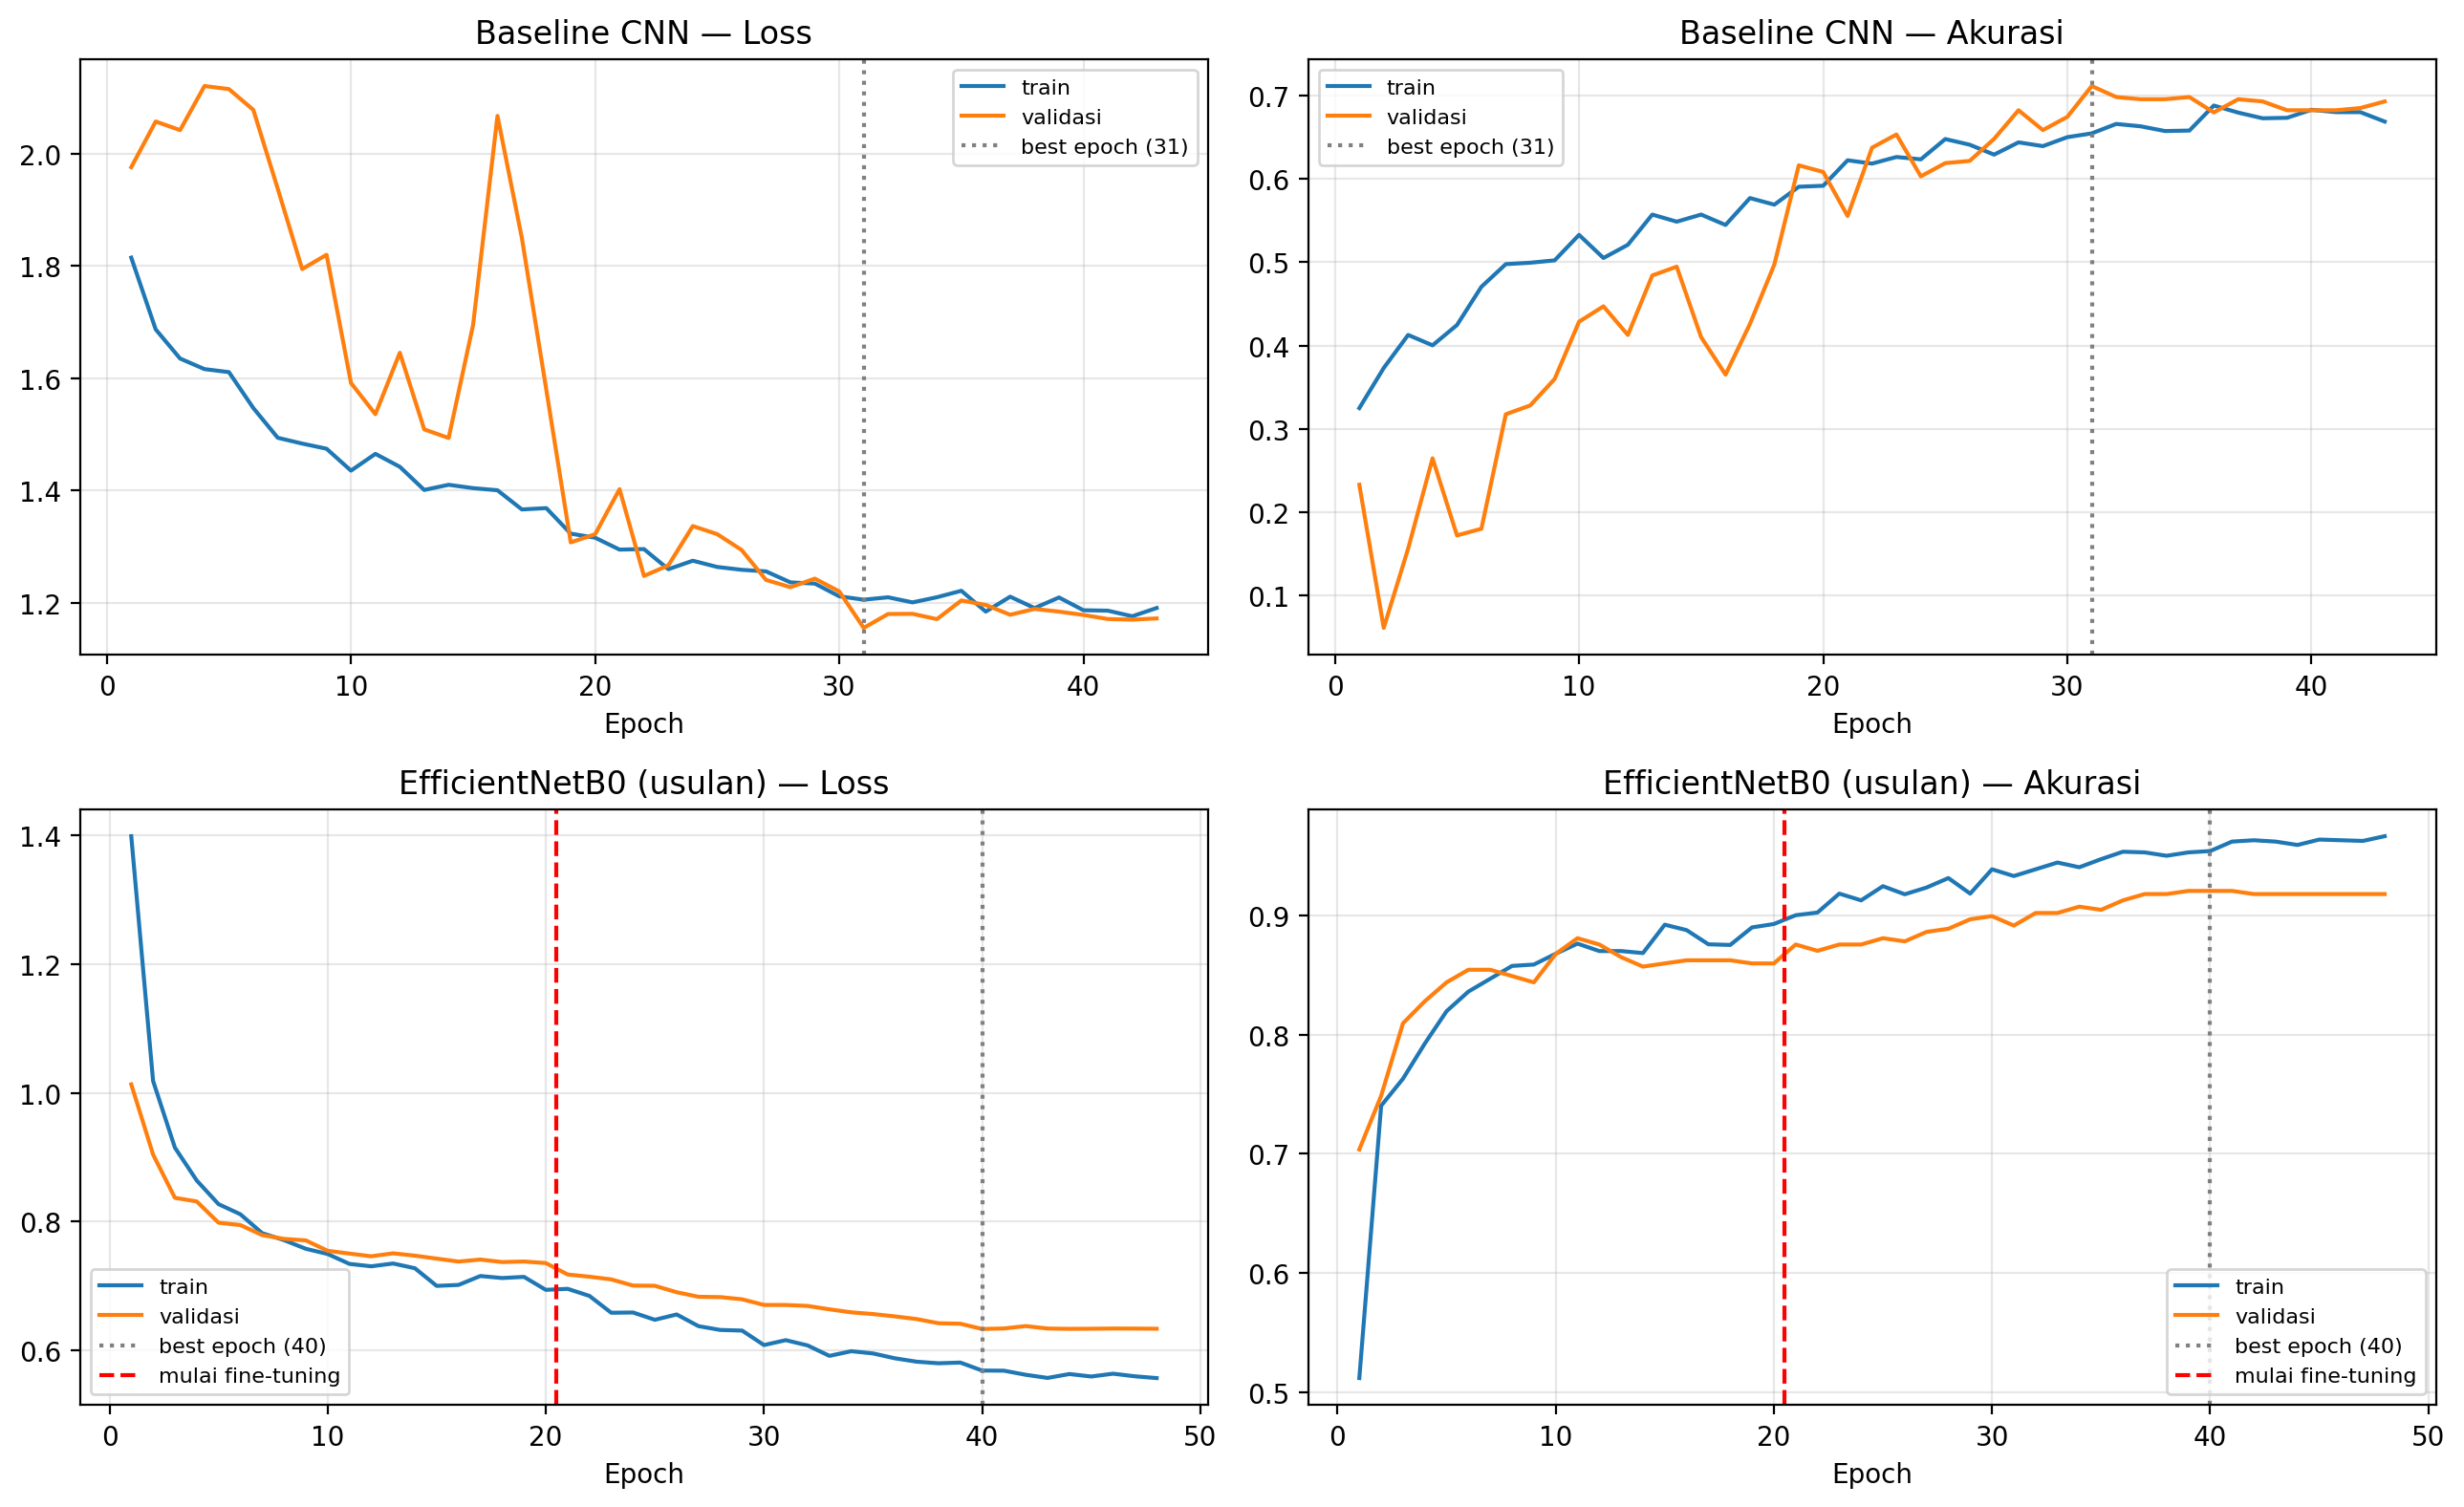 Baseline CNN — Loss
2.0
1.8
1.6
1.4
1.2
0
10
20
30
40
Epoch
train
validasi
best epoch (31)
Baseline CNN — Akurasi
0.7
0.6
0.5
0.4
0.3
0.2
0.1
0
10
20
30
40
Epoch
train
validasi
best epoch (31)
EfficientNetB0 (usulan) — Loss
1.4
1.2
1.0
0.8
0.6
0
10
20
30
40
50
Epoch
train
validasi
best epoch (40)
mulai fine-tuning
EfficientNetB0 (usulan) — Akurasi
0.9
0.8
0.7
0.6
0.5
0
10
20
30
40
50
Epoch
train
validasi
best epoch (40)
mulai fine-tuning